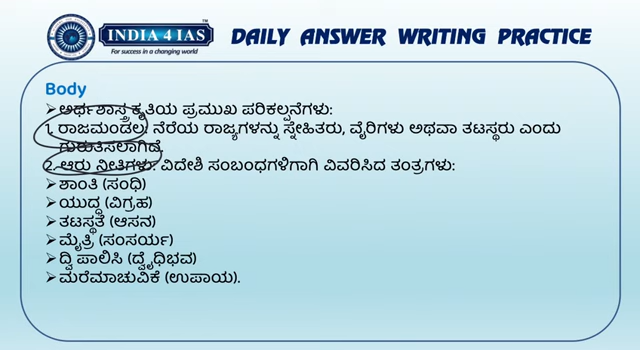 INDIA 4 IAS
TM
For success in a changing world
DAILY ANSWER WRITING PRACTICE
Body
➢ಅರ್ಥಶಾಸ್ತ್ರ ಕೃತಿಯ ಪ್ರಮುಖ ಪರಿಕಲ್ಪನೆಗಳು:
1. ರಾಜಮಂಡಲ: ನೆರೆಯ ರಾಜ್ಯಗಳನ್ನು ಸ್ನೇಹಿತರು, ವೈರಿಗಳು ಅಥವಾ ತಟಸ್ಥರು ಎಂದು
ಗುರುತಿಸಲಾಗಿದೆ.
2. ಆರು ನೀತಿಗಳು: ವಿದೇಶಿ ಸಂಬಂಧಗಳಿಗಾಗಿ ವಿವರಿಸಿದ ತಂತ್ರಗಳು:
➢ಶಾಂತಿ (ಸಂಧಿ)
➢ಯುದ್ಧ (ವಿಗ್ರಹ)
➢ತಟಸ್ಥತೆ (ಆಸನ)
➢ಮೈತ್ರಿ (ಸಂಸರ್ಯ)
➢ದ್ವಿ ಪಾಲಿಸಿ (ದ್ವೈಧಿಭವ)
➢ಮರೆಮಾಚುವಿಕೆ (ಉಪಾಯ).